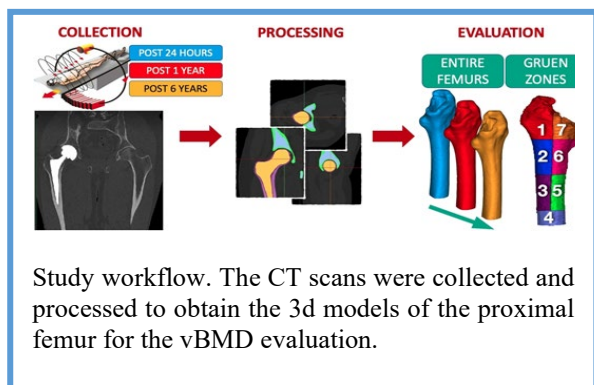 COLLECTION
PROCESSING
EVALUATION
POST 24 HOURS
POST 1 YEAR
POST 6 YEARS
ENTIRE
FEMURS
GRUEN
ZONES
1 7
2 6
3 5
4
Study workflow. The CT scans were collected and
processed to obtain the 3d models of the proximal
femur for the vBMD evaluation.